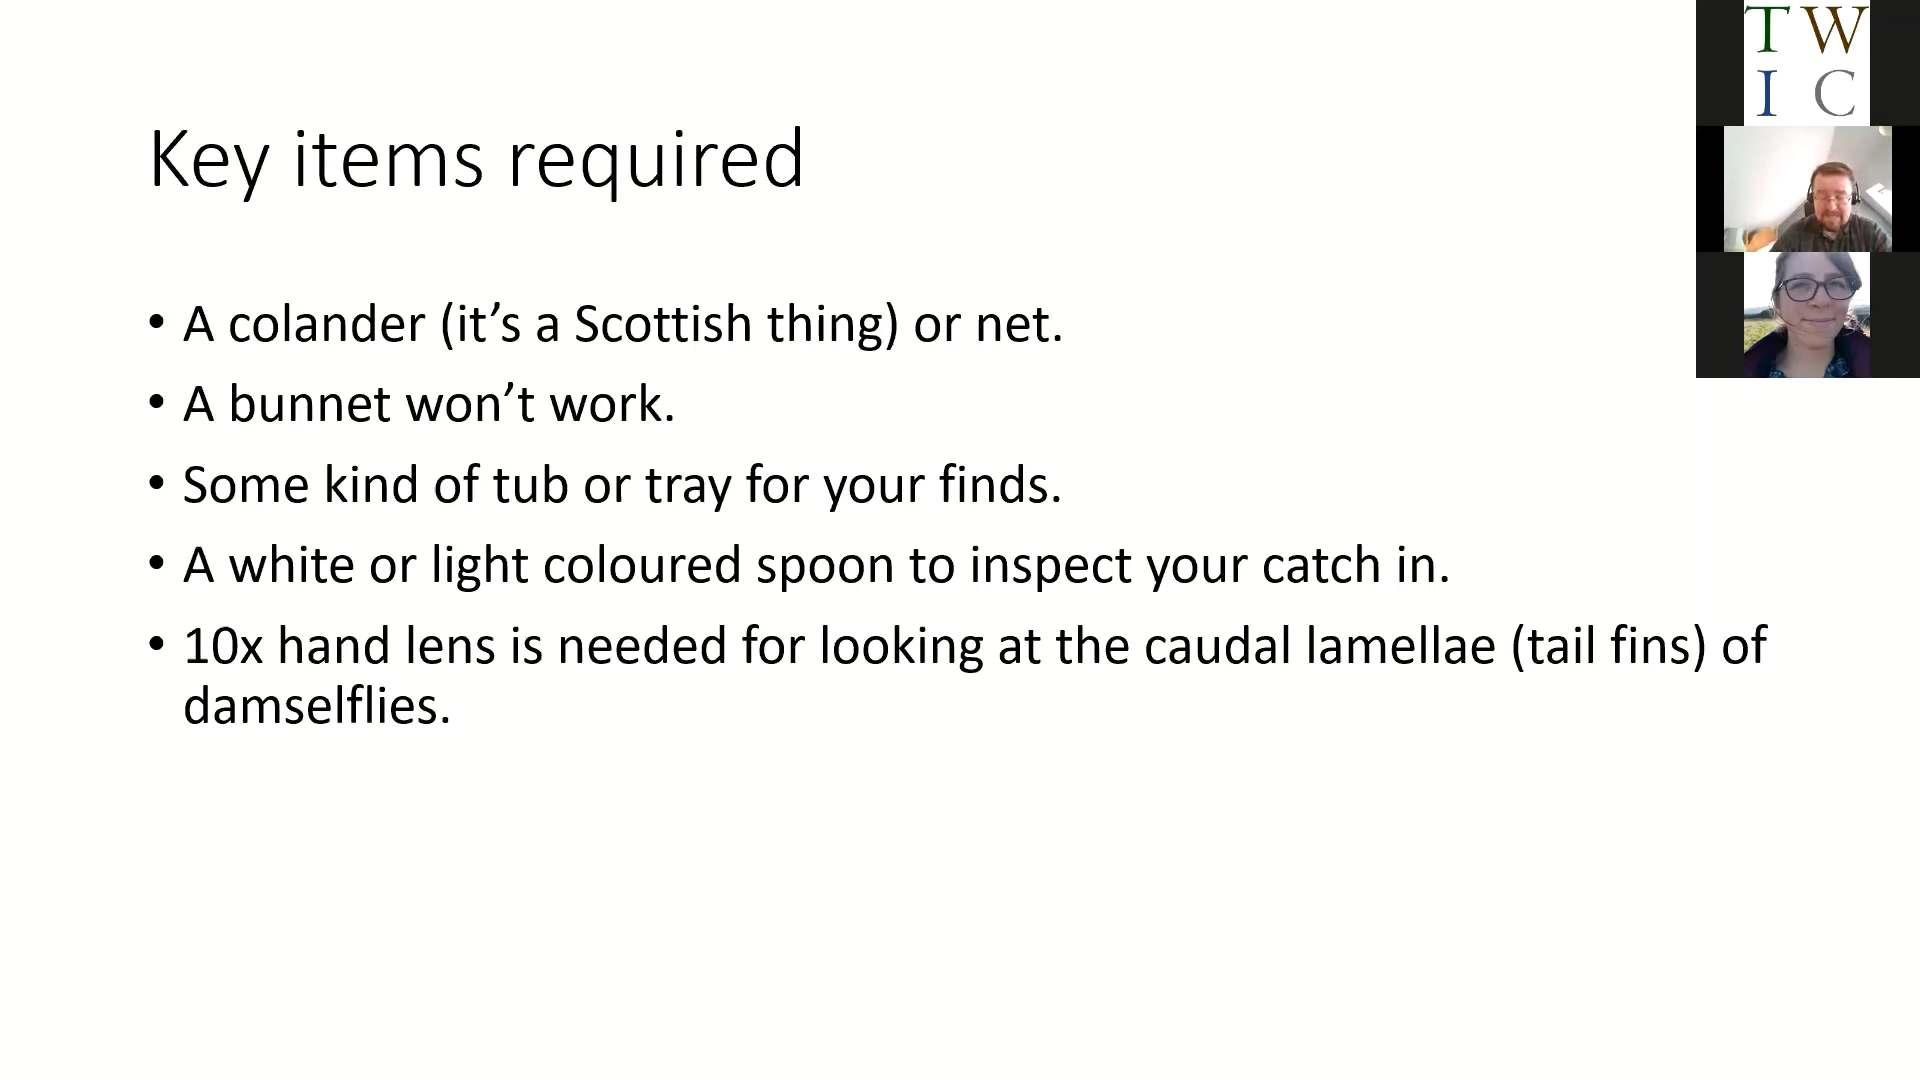 Key items required
• A colander (it’s a Scottish thing) or net.
• A bunnet won’t work.
• Some kind of tub or tray for your finds.
• A white or light coloured spoon to inspect your catch in.
• 10x hand lens is needed for looking at the caudal lamellae (tail fins) of
damselflies.
T W
I C